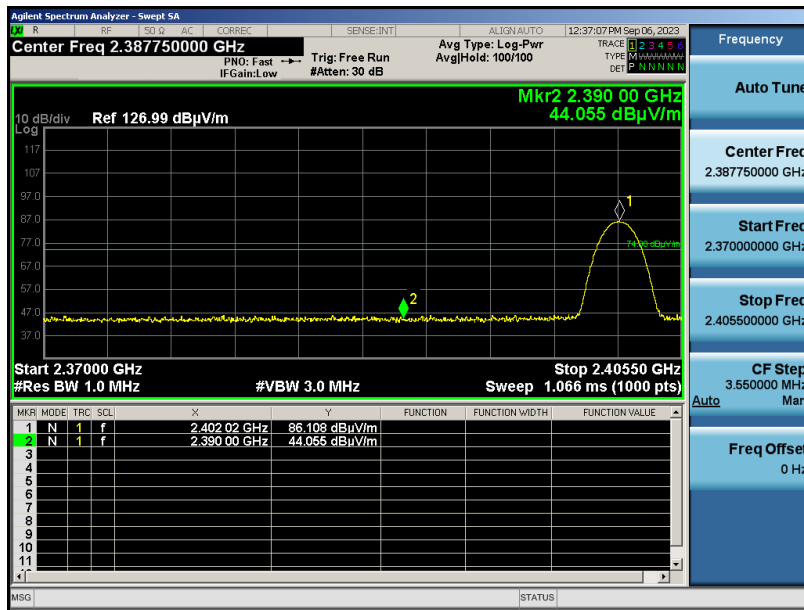 Agilent Spectrum Analyzer - Swept SA
LXI R RF 50 Ω AC CORREC SENSE:INT ALIGN AUTO 12:37:07 PM Sep 06, 2023
Center Freq 2.387750000 GHz
PNO: Fast
IFGain:Low
Trig: Free Run
#Atten: 30 dB
Avg Type: Log-Pwr
Avg|Hold: 100/100
TRACE 1 2 3 4 5 6
TYPE M
DET P N N N N N
Mkr2 2.390 00 GHz
44.055 dBµV/m
10 dB/div Ref 126.99 dBµV/m
Log
117
107
97.0
87.0
77.0
67.0
57.0
47.0
37.0
1
74.00 dBµV/m
2
Start 2.37000 GHz Stop 2.40550 GHz
#Res BW 1.0 MHz #VBW 3.0 MHz Sweep 1.066 ms (1000 pts)
MKR MODE TRC SCL X Y FUNCTION FUNCTION WIDTH FUNCTION VALUE
1 N 1 f 2.402 02 GHz 86.108 dBµV/m
2 N 1 f 2.390 00 GHz 44.055 dBµV/m
3
4
5
6
7
8
9
10
11
MSG STATUS
Frequency
Auto Tune
Center Freq
2.387750000 GHz
Start Freq
2.370000000 GHz
Stop Freq
2.405500000 GHz
CF Step
3.550000 MHz
Auto Man
Freq Offset
0 Hz